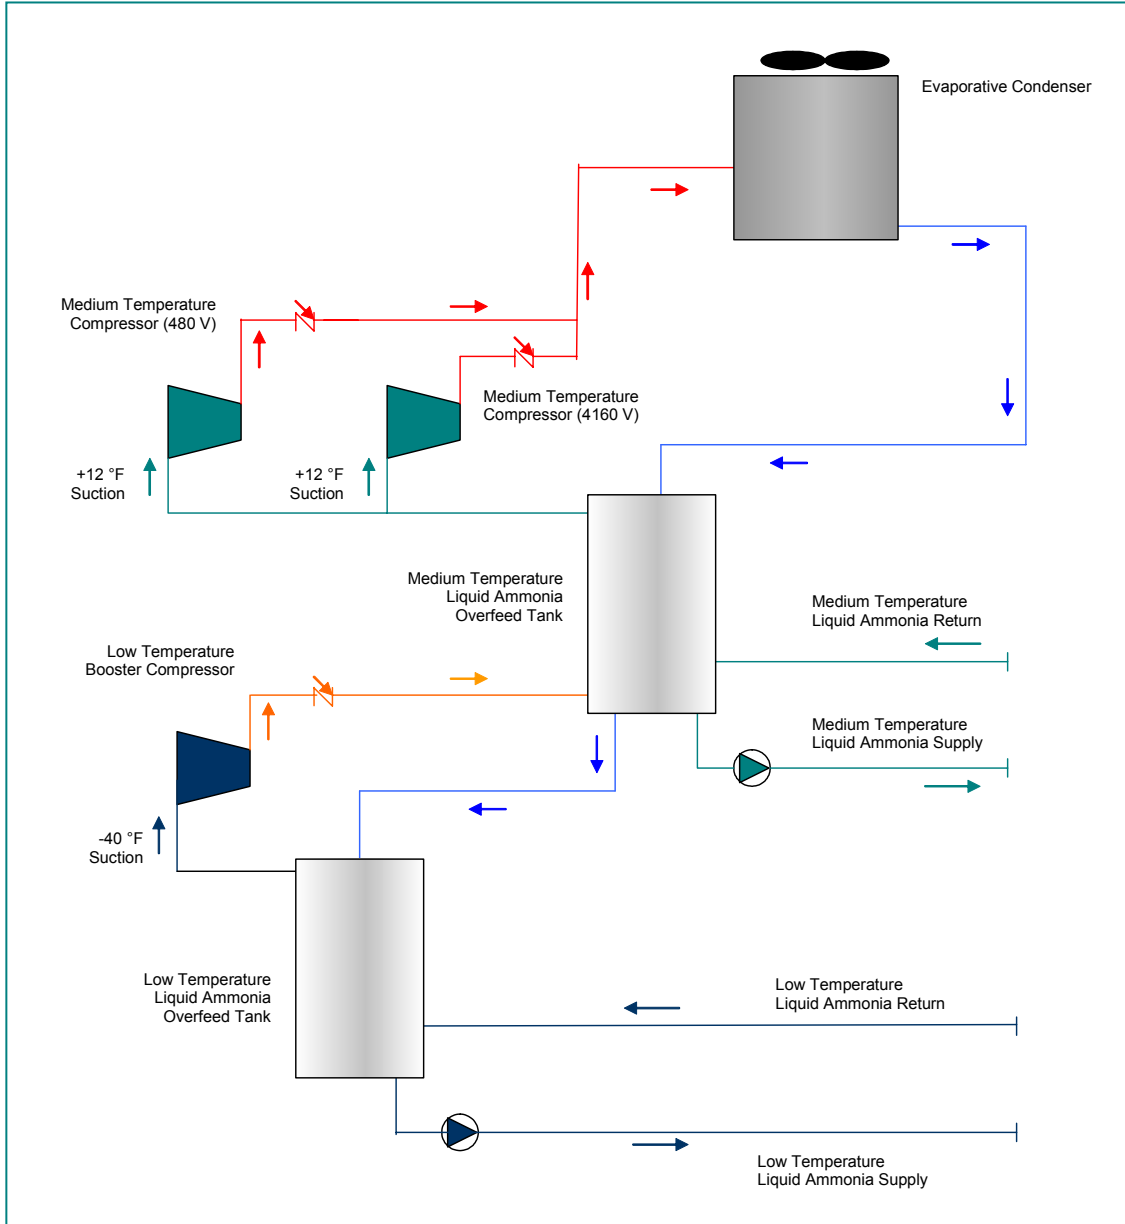 Evaporative Condenser
Medium Temperature
Compressor (480 V)
Medium Temperature
Compressor (4160 V)
+12 °F
Suction
+12 °F
Suction
Medium Temperature
Liquid Ammonia
Overfeed Tank
Medium Temperature
Liquid Ammonia Return
Low Temperature
Booster Compressor
Medium Temperature
Liquid Ammonia Supply
-40 °F
Suction
Low Temperature
Liquid Ammonia
Overfeed Tank
Low Temperature
Liquid Ammonia Return
Low Temperature
Liquid Ammonia Supply